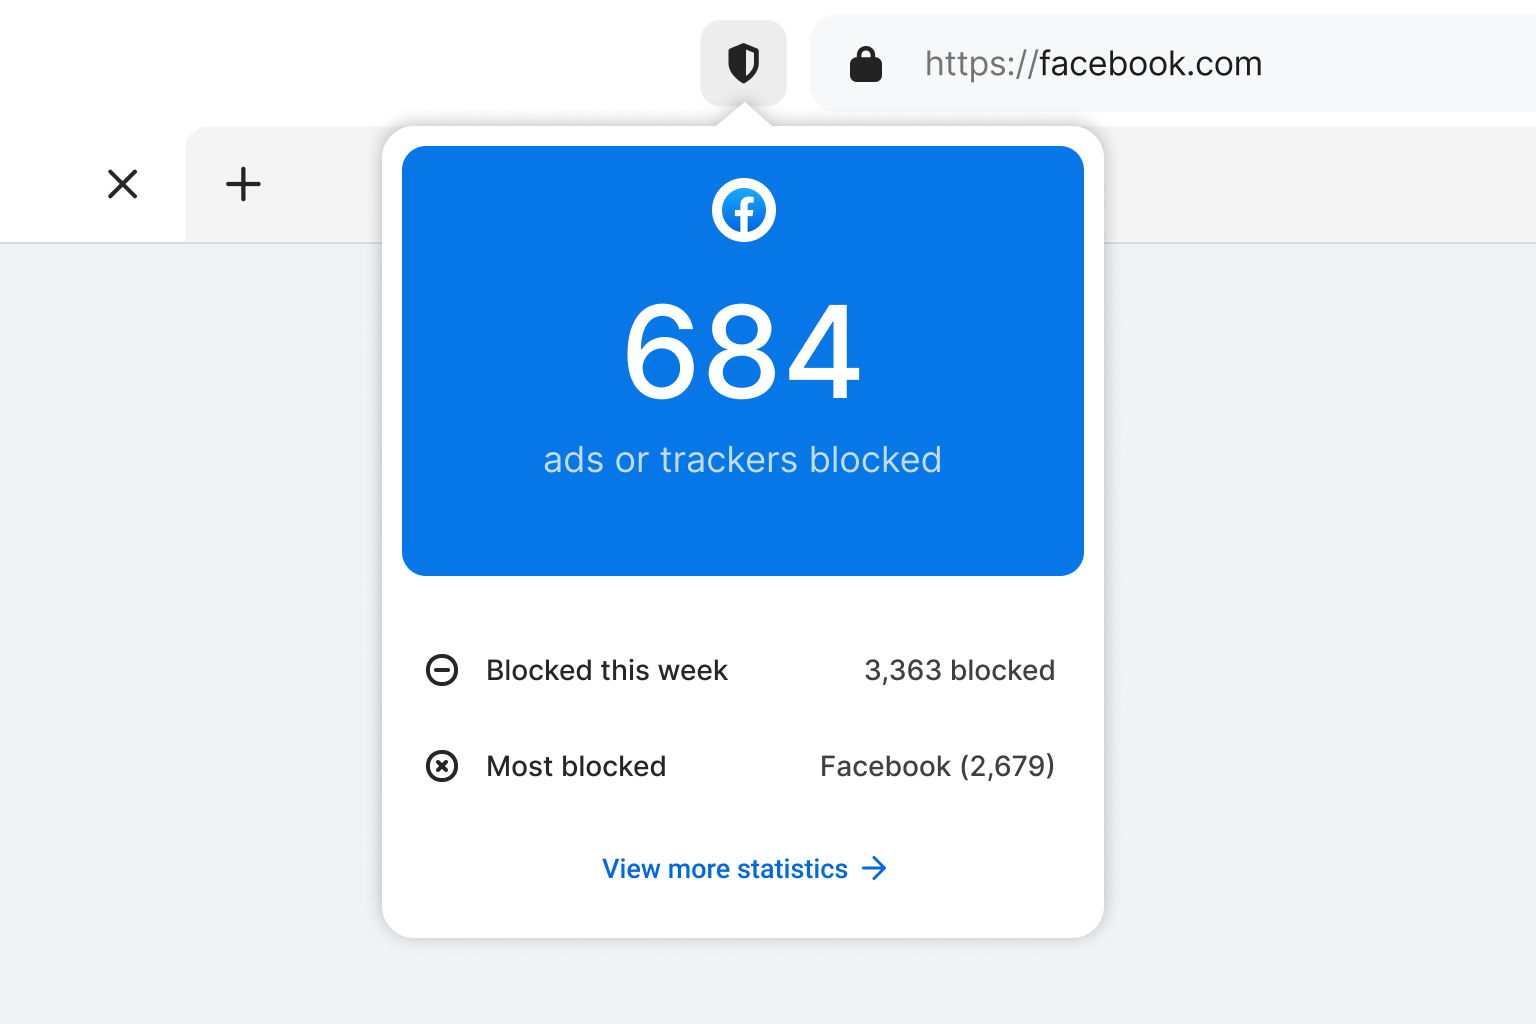 https://facebook.com
684
ads or trackers blocked
Blocked this week 3,363 blocked
Most blocked Facebook (2,679)
View more statistics